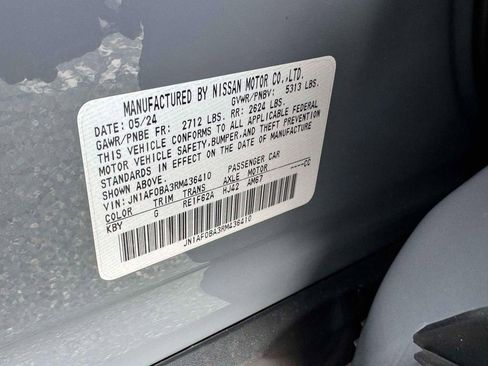 MANUFACTURED BY NISSAN MOTOR CO.,LTD.
DATE: 05/24 GVWR/PNBV: 5313 LBS.
GAWR/PNBE FR: 2712 LBS. RR: 2624 LBS.
THIS VEHICLE CONFORMS TO ALL APPLICABLE FEDERAL
MOTOR VEHICLE SAFETY, BUMPER, AND THEFT PREVENTION
STANDARDS IN EFFECT ON THE DATE OF MANUFACTURE
SHOWN ABOVE.
VIN: JN1AF0BA3RM436410 PASSENGER CAR
COLOR TRIM TRANS AXLE MOTOR ----CC
KBY G RE1F62A HJ42 AM67
JN1AF0BA3RM436410